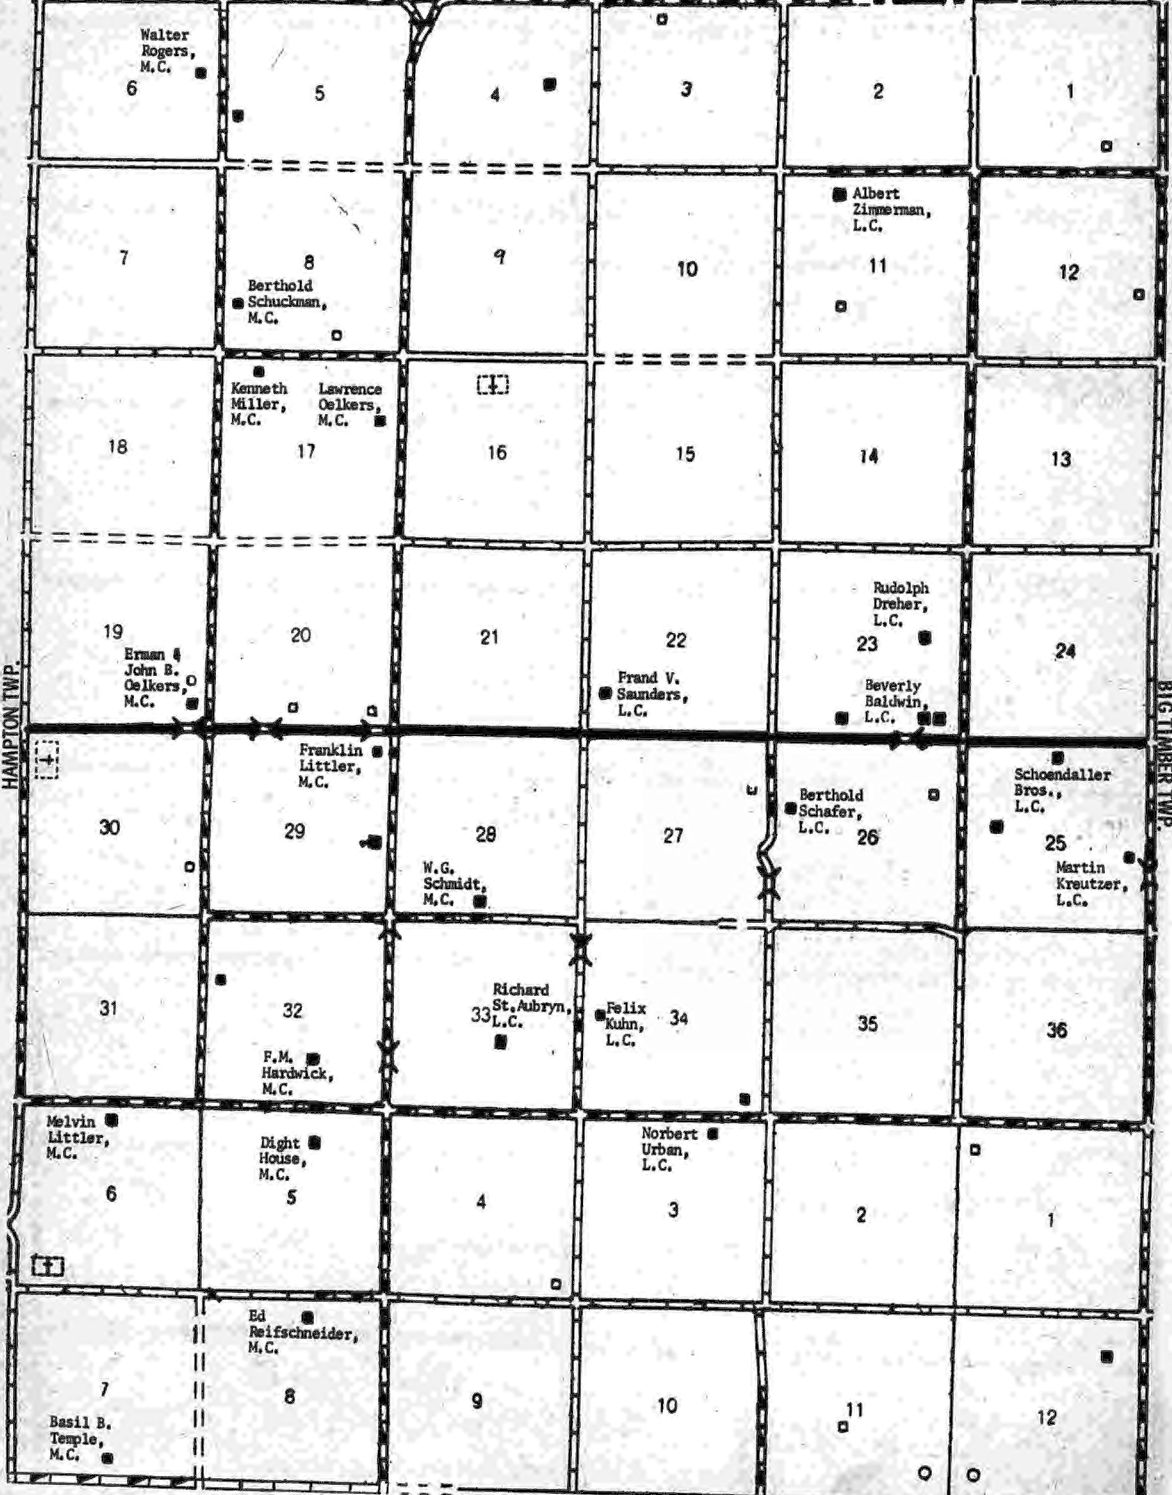 Walter
Rogers,
M.C.
6
5
4
3
2
1
Albert
Zimmerman,
L.C.
7
8
9
10
11
12
Berthold
Schuckman,
M.C.
Kenneth
Miller,
M.C.
Lawrence
Oelkers,
M.C.
18
17
16
15
14
13
Rudolph
Dreher,
L.C.
19
20
21
22
23
24
Erman &
John B.
Oelkers,
M.C.
Frand V.
Saunders,
L.C.
Beverly
Baldwin,
L.C.
HAMPTON TWP.
BIG TIMBER TWP.
Franklin
Littler,
M.C.
Schoendaller
Bros.,
L.C.
Berthold
Schafer,
L.C.
30
29
28
27
26
25
W.G.
Schmidt,
M.C.
Martin
Kreutzer,
L.C.
Richard
St.Aubryn,
L.C.
Felix
Kuhn,
L.C.
31
32
33
34
35
36
F.M.
Hardwick,
M.C.
Melvin
Littler,
M.C.
Dight
House,
M.C.
Norbert
Urban,
L.C.
6
5
4
3
2
1
Ed
Reifschneider,
M.C.
7
8
9
10
11
12
Basil B.
Temple,
M.C.